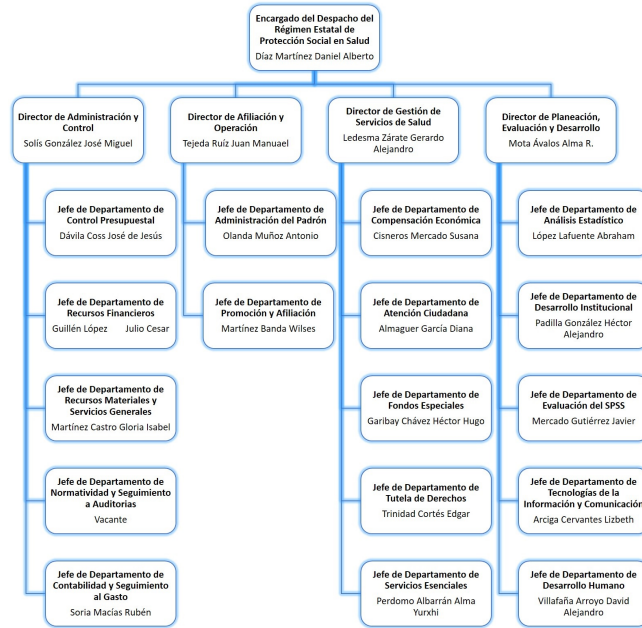 Encargado del Despacho del
Régimen Estatal de
Protección Social en Salud
Díaz Martínez Daniel Alberto
Director de Administración y
Control
Solís González José Miguel
Director de Afiliación y
Operación
Tejeda Ruíz Juan Manuael
Director de Gestión de
Servicios de Salud
Ledesma Zárate Gerardo
Alejandro
Director de Planeación,
Evaluación y Desarrollo
Mota Ávalos Alma R.
Jefe de Departamento de
Control Presupuestal
Dávila Coss José de Jesús
Jefe de Departamento de
Administración del Padrón
Olanda Muñoz Antonio
Jefe de Departamento de
Compensación Económica
Cisneros Mercado Susana
Jefe de Departamento de
Análisis Estadístico
López Lafuente Abraham
Jefe de Departamento de
Recursos Financieros
Guillén López Julio Cesar
Jefe de Departamento de
Promoción y Afiliación
Martínez Banda Wilses
Jefe de Departamento de
Atención Ciudadana
Almaguer García Diana
Jefe de Departamento de
Desarrollo Institucional
Padilla González Héctor
Alejandro
Jefe de Departamento de
Recursos Materiales y
Servicios Generales
Martínez Castro Gloria Isabel
Jefe de Departamento de
Fondos Especiales
Garibay Chávez Héctor Hugo
Jefe de Departamento de
Evaluación del SPSS
Mercado Gutiérrez Javier
Jefe de Departamento de
Normatividad y Seguimiento
a Auditorias
Vacante
Jefe de Departamento de
Tutela de Derechos
Trinidad Cortés Edgar
Jefe de Departamento de
Tecnologías de la
Información y Comunicación
Arciga Cervantes Lizbeth
Jefe de Departamento de
Contabilidad y Seguimiento
al Gasto
Soria Macías Rubén
Jefe de Departamento de
Servicios Esenciales
Perdomo Albarrán Alma
Yurxhi
Jefe de Departamento de
Desarrollo Humano
Villafaña Arroyo David
Alejandro